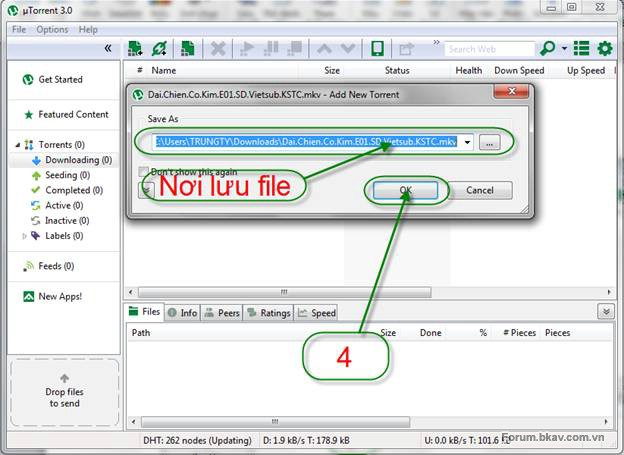 µTorrent 3.0
File Options Help
«
» Search Web
Get Started
# Name Size Status Health Down Speed Up Speed
Featured Content
Dai.Chien.Co.Kim.E01.SD.Vietsub.KSTC.mkv - Add New Torrent
Save As
:\Users\TRUNGTY\Downloads\Dai.Chien.Co.Kim.E01.SD.Vietsub.KSTC.mkv ...
Torrents (0)
Downloading (0)
Seeding (0)
Completed (0)
Active (0)
Inactive (0)
Labels (0)
Don't show this again
Nơi lưu file
OK Cancel
Feeds (0)
New Apps!
Files Info Peers Ratings Speed
Path Size Done % # Pieces Pieces
4
Drop files
to send
DHT: 262 nodes (Updating) D: 1.9 kB/s T: 178.9 kB U: 0.0 kB/s T: 101.6
Forum.bkav.com.vn